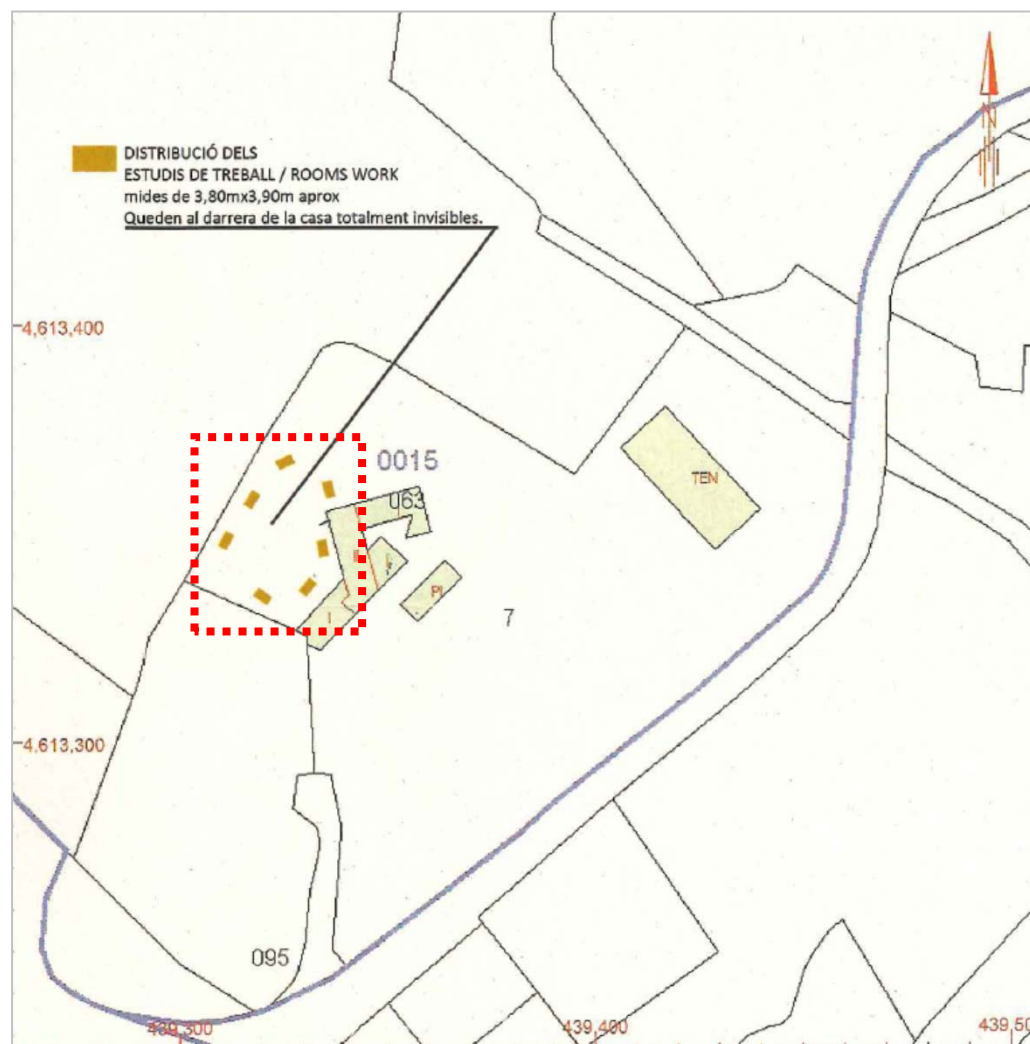 DISTRIBUCIÓ DELS
ESTUDIS DE TREBALL / ROOMS WORK
mides de 3,80mx3,90m aprox
Queden al darrera de la casa totalment invisibles.
N
4,613,400
0015
063
TEN
II
PI
I
7
4,613,300
095
439,300
439,400
439,50